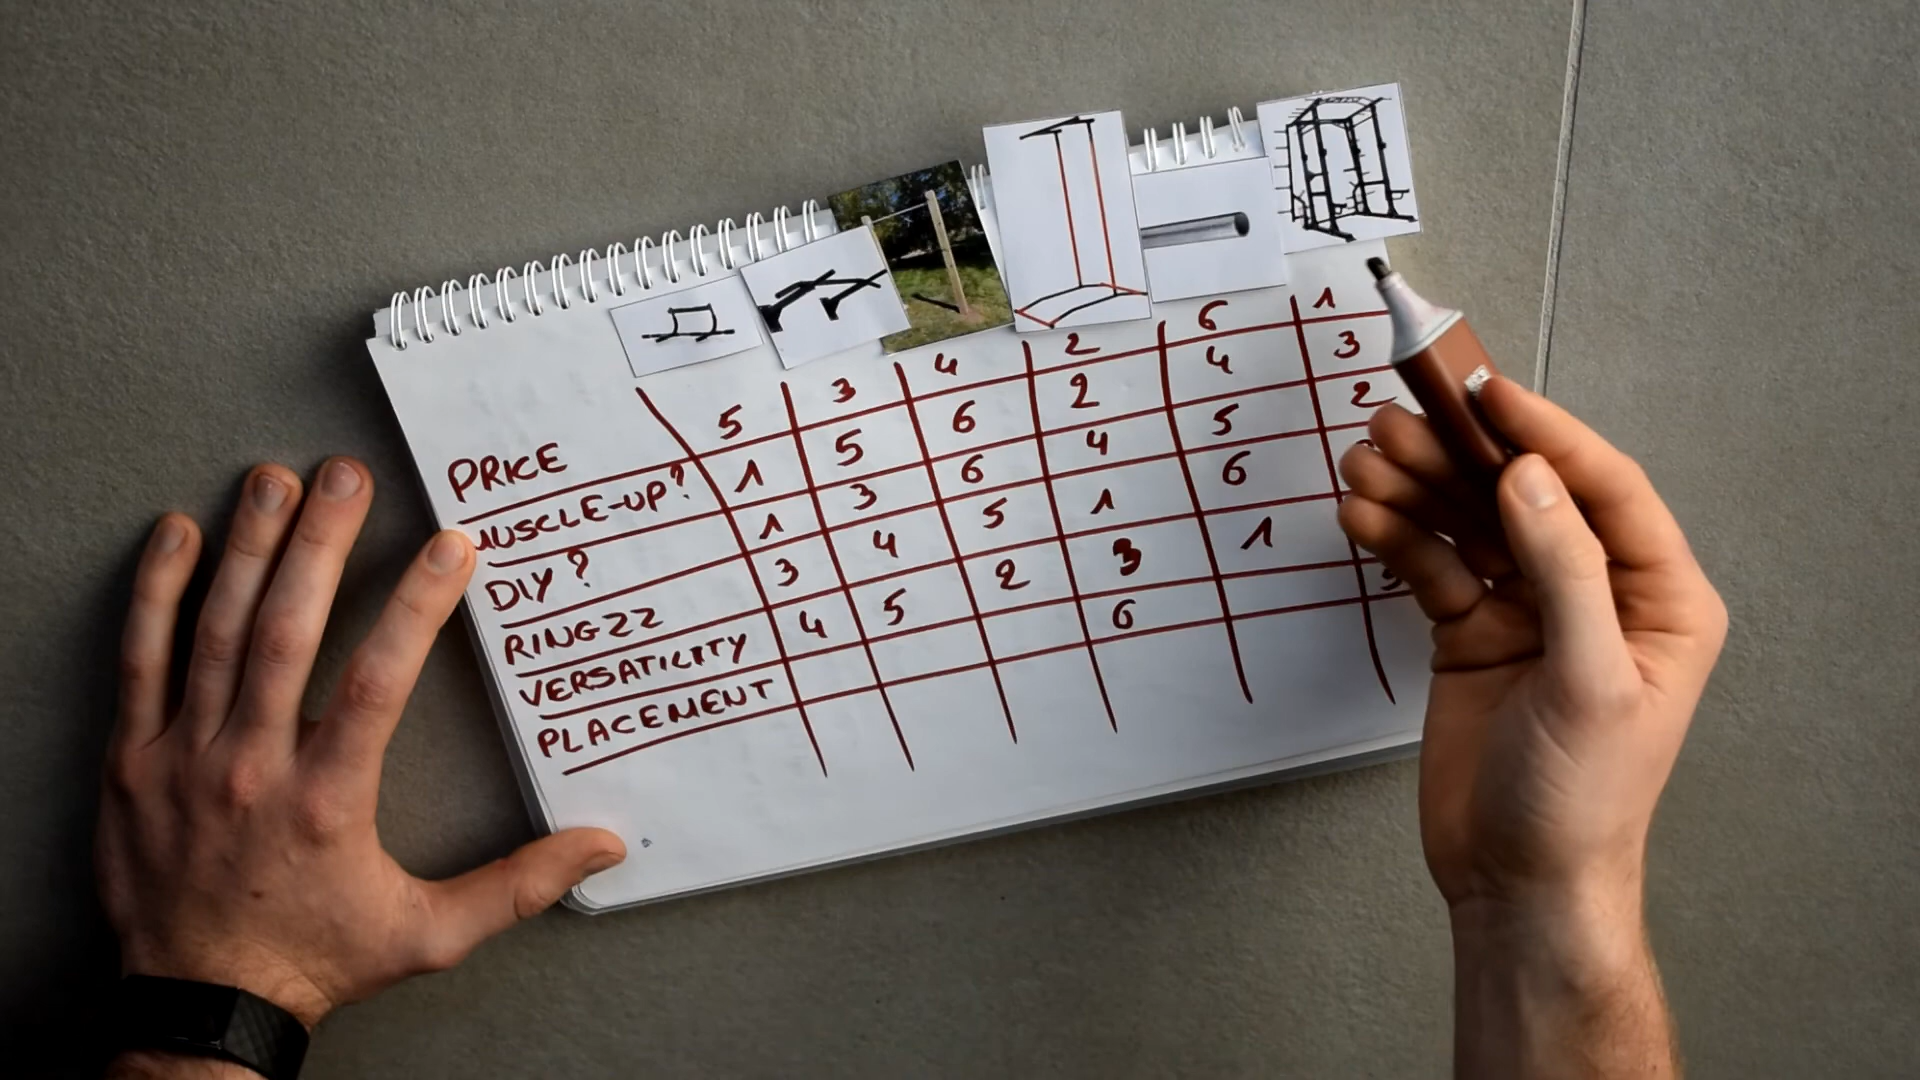 PRICE 5 3 4 2 6 1
MUSCLE-UP? 1 5 6 2 4 3
DIY? 1 3 6 4 5 2
RINGZZ 3 4 5 1 6
VERSATILITY 4 5 2 3 1
PLACEMENT 6